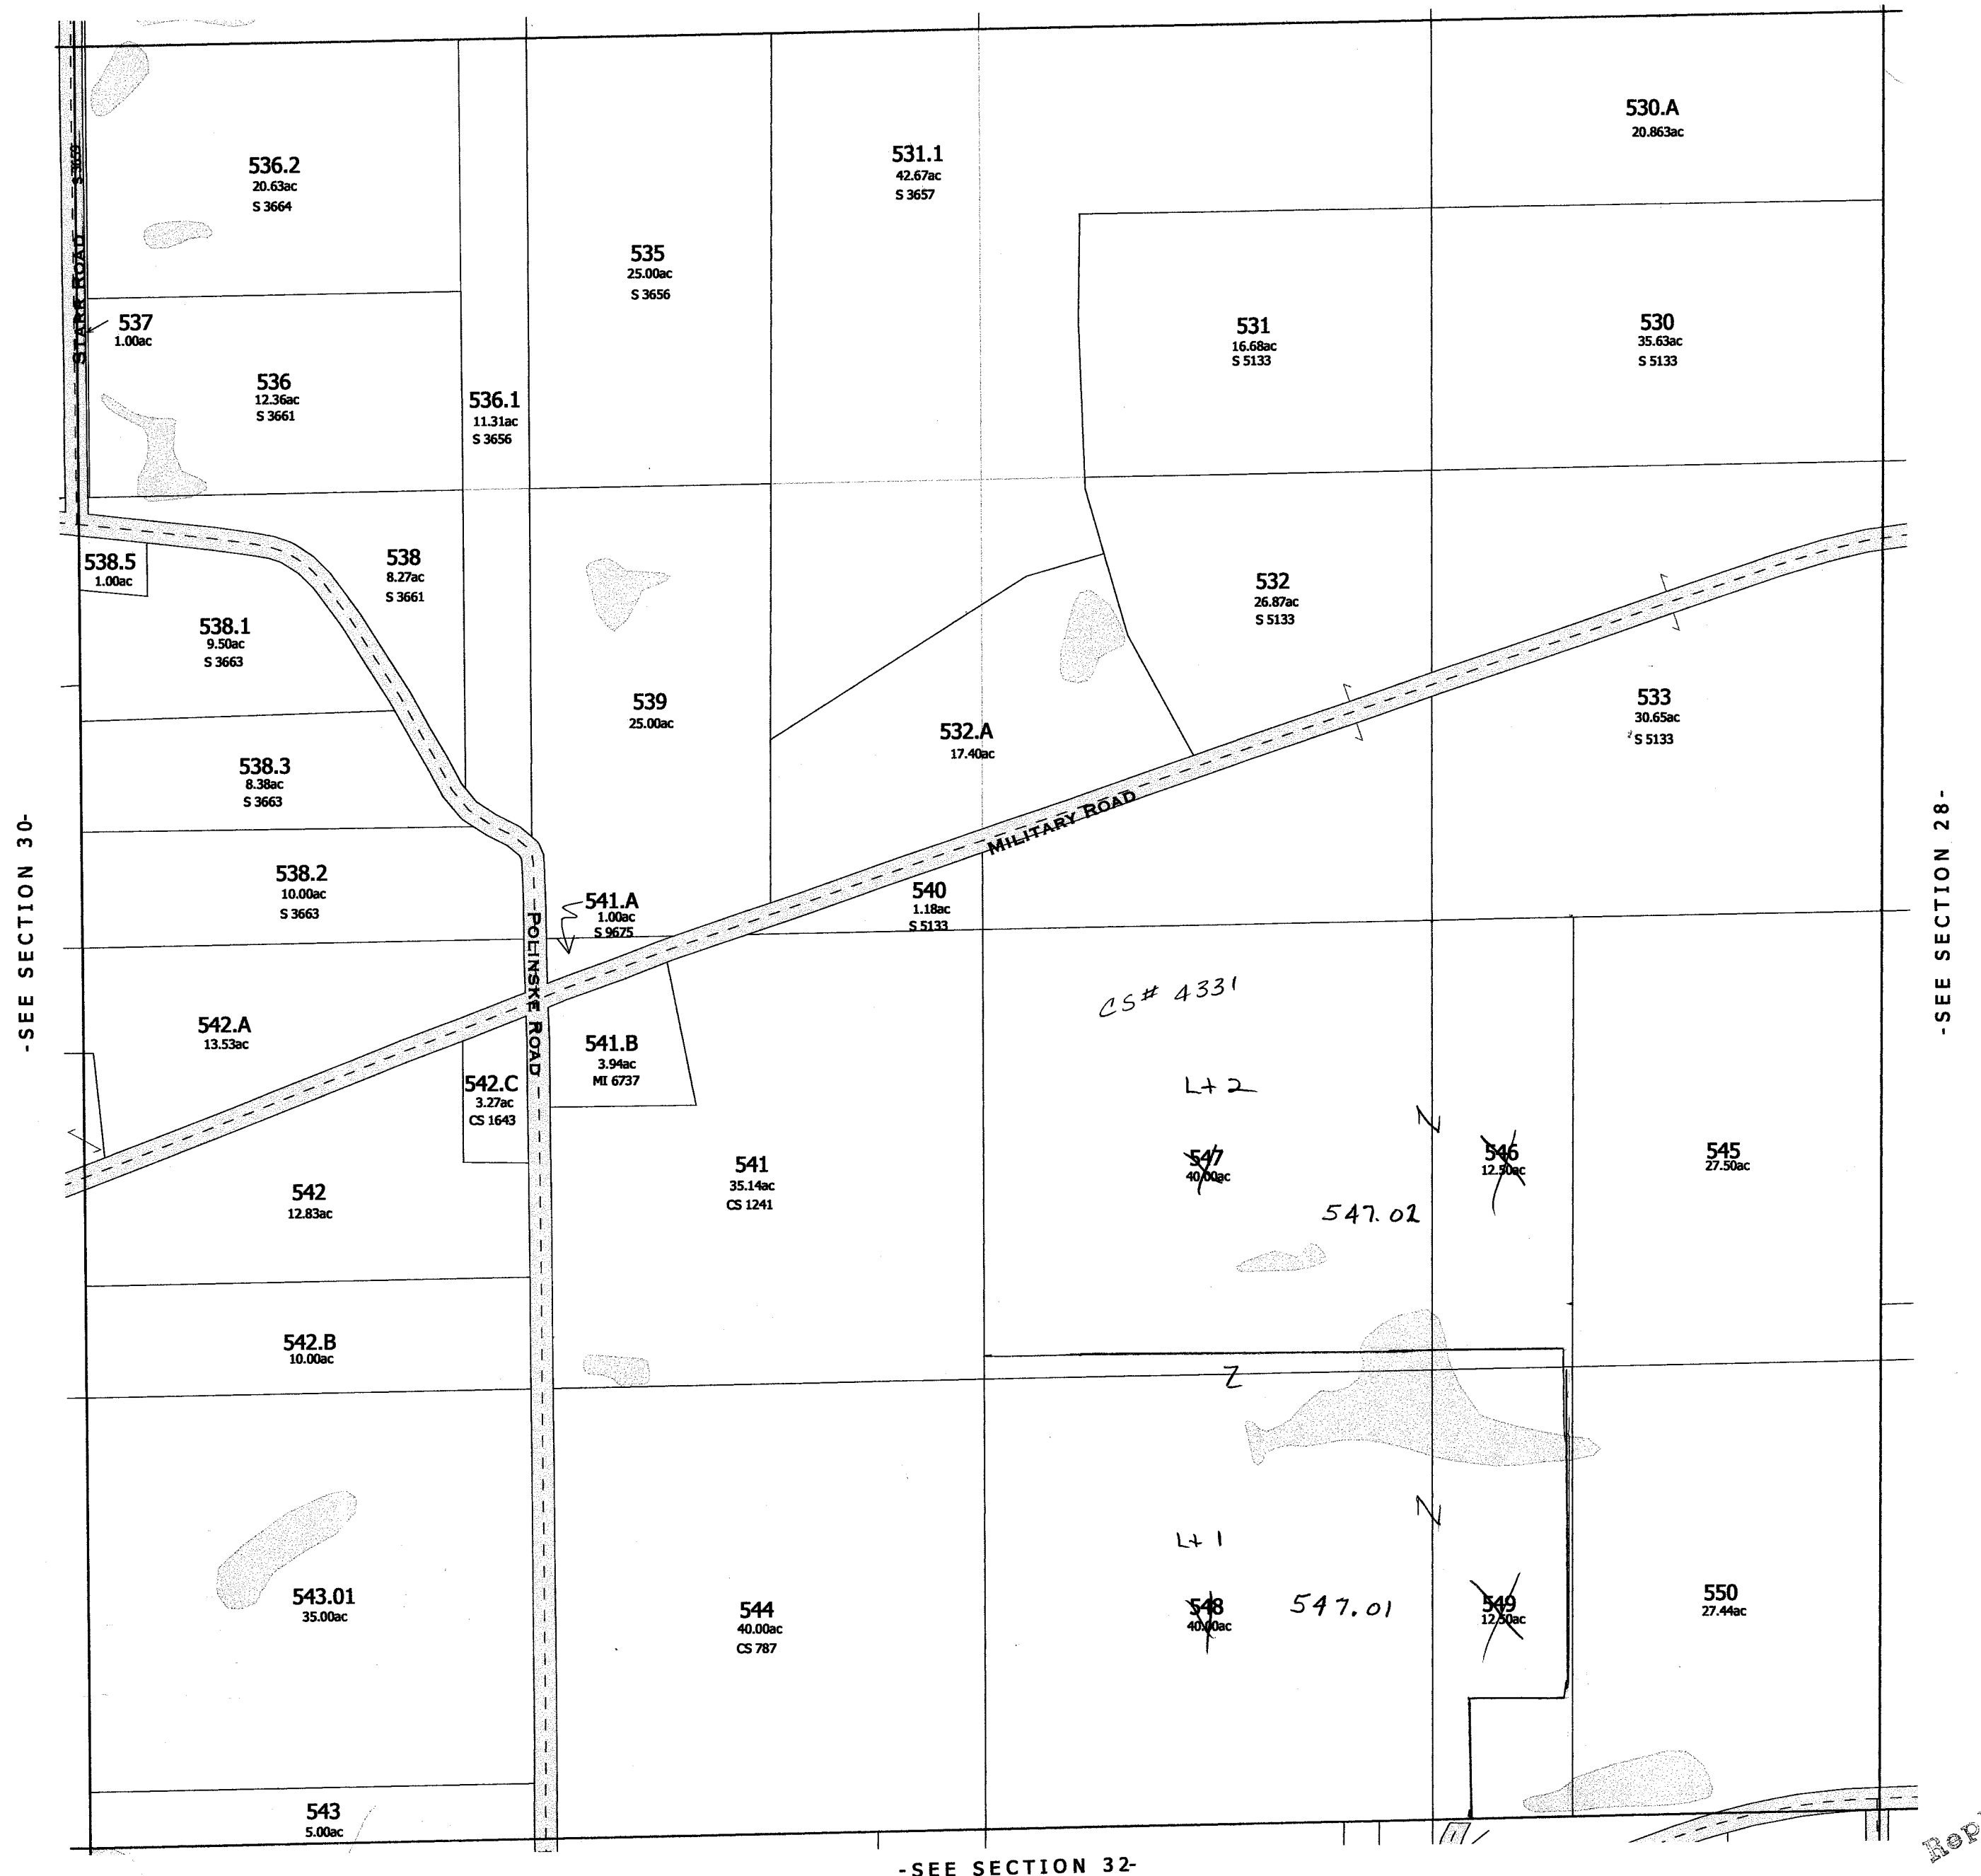 530.A
20.863ac
531.1
42.67ac
S 3657
536.2
20.63ac
S 3664
S 3659
STARR ROAD
535
25.00ac
S 3656
537
1.00ac
531
16.68ac
S 5133
530
35.63ac
S 5133
536
12.36ac
S 3661
536.1
11.31ac
S 3656
538.5
1.00ac
538
8.27ac
S 3661
532
26.87ac
S 5133
538.1
9.50ac
S 3663
539
25.00ac
532.A
17.40ac
533
30.65ac
S 5133
538.3
8.38ac
S 3663
MILITARY ROAD
-SEE SECTION 30-
-SEE SECTION 28-
538.2
10.00ac
S 3663
541.A
1.00ac
S 9675
540
1.18ac
S 5133
POLINSKE ROAD
CS# 4331
542.A
13.53ac
541.B
3.94ac
MI 6737
542.C
3.27ac
CS 1643
Lt 2
541
35.14ac
CS 1241
547
40.00ac
546
12.50ac
545
27.50ac
542
12.83ac
547.02
542.B
10.00ac
Z
Z
Z
Lt 1
543.01
35.00ac
544
40.00ac
CS 787
548
40.00ac
547.01
549
12.50ac
550
27.44ac
543
5.00ac
-SEE SECTION 32-
Rep